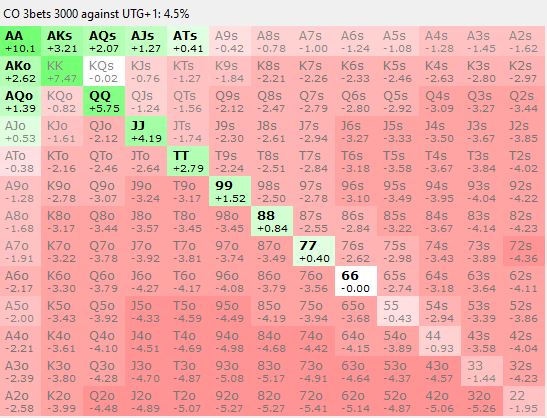 CO 3bets 3000 against UTG+1: 4.5%
AA AKs AQs AJs ATs A9s A8s A7s A6s A5s A4s A3s A2s
+10.1 +3.21 +2.07 +1.27 +0.41 -0.42 -0.78 -1.00 -1.24 -1.08 -1.28 -1.45 -1.62
AKo KK KQs KJs KTs K9s K8s K7s K6s K5s K4s K3s K2s
+2.62 +7.47 -0.02 -0.76 -1.27 -1.84 -2.21 -2.26 -2.33 -2.46 -2.63 -2.80 -2.97
AQo KQo QQ QJs QTs Q9s Q8s Q7s Q6s Q5s Q4s Q3s Q2s
+1.39 -0.82 +5.75 -1.24 -1.56 -2.12 -2.47 -2.79 -2.80 -2.92 -3.09 -3.27 -3.44
AJo KJo QJo JJ JTs J9s J8s J7s J6s J5s J4s J3s J2s
+0.53 -1.61 -2.12 +4.19 -1.74 -2.30 -2.61 -2.94 -3.27 -3.33 -3.50 -3.67 -3.85
ATo KTo QTo JTo TT T9s T8s T7s T6s T5s T4s T3s T2s
-0.38 -2.16 -2.46 -2.64 +2.79 -2.24 -2.51 -2.84 -3.18 -3.58 -3.67 -3.84 -4.02
A9o K9o Q9o J9o T9o 99 98s 97s 96s 95s 94s 93s 92s
-1.28 -2.78 -3.07 -3.24 -3.17 +1.52 -2.50 -2.78 -3.10 -3.49 -3.95 -4.04 -4.22
A8o K8o Q8o J8o T8o 98o 88 87s 86s 85s 84s 83s 82s
-1.68 -3.17 -3.44 -3.57 -3.45 -3.45 +0.84 -2.55 -2.84 -3.22 -3.67 -4.14 -4.23
A7o K7o Q7o J7o T7o 97o 87o 77 76s 75s 74s 73s 72s
-1.91 -3.22 -3.78 -3.92 -3.81 -3.74 -3.49 +0.40 -2.62 -2.98 -3.43 -3.89 -4.36
A6o K6o Q6o J6o T6o 96o 86o 76o 66 65s 64s 63s 62s
-2.17 -3.30 -3.79 -4.27 -4.17 -4.08 -3.79 -3.56 -0.00 -2.74 -3.18 -3.64 -4.11
A5o K5o Q5o J5o T5o 95o 85o 75o 65o 55 54s 53s 52s
-2.00 -3.43 -3.92 -4.33 -4.59 -4.49 -4.19 -3.94 -3.68 -0.43 -2.94 -3.39 -3.86
A4o K4o Q4o J4o T4o 94o 84o 74o 64o 54o 44 43s 42s
-2.21 -3.61 -4.10 -4.51 -4.69 -4.98 -4.68 -4.42 -4.15 -3.89 -0.93 -3.58 -4.04
A3o K3o Q3o J3o T3o 93o 83o 73o 63o 53o 43o 33 32s
-2.39 -3.80 -4.28 -4.70 -4.87 -5.08 -5.17 -4.91 -4.64 -4.37 -4.57 -1.44 -4.23
A2o K2o Q2o J2o T2o 92o 82o 72o 62o 52o 42o 32o 22
-2.58 -3.99 -4.48 -4.89 -5.07 -5.27 -5.27 -5.41 -5.14 -4.87 -5.06 -5.26 -1.95